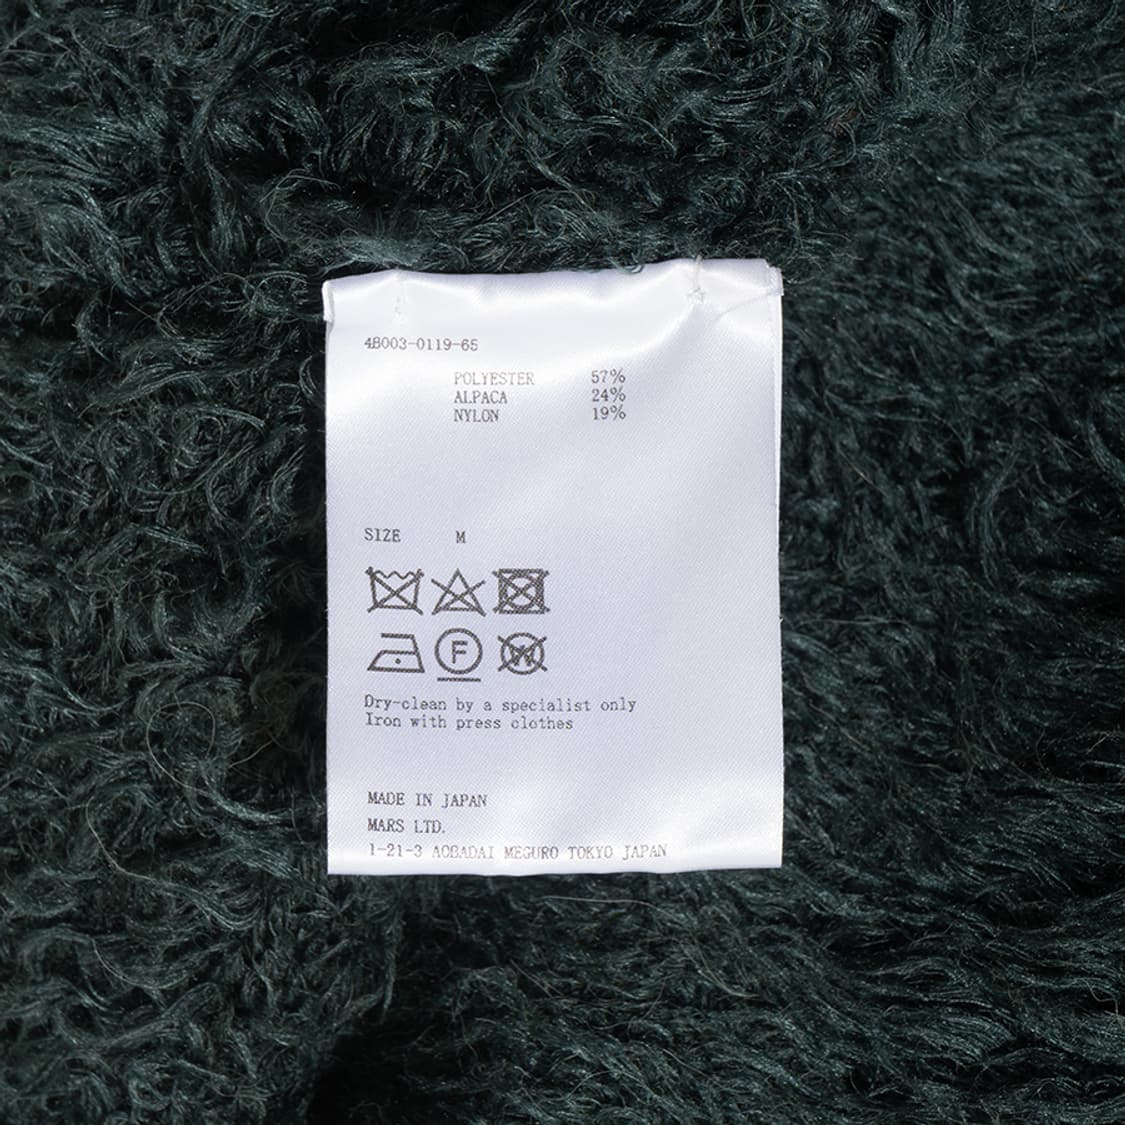 48003-0119-65
POLYESTER 57%
ALPACA 24%
NYLON 19%
SIZE M
F
W
Dry-clean by a specialist only
Iron with press clothes
MADE IN JAPAN
MARS LTD.
1-21-3 AOBADAI MEGURO TOKYO JAPAN